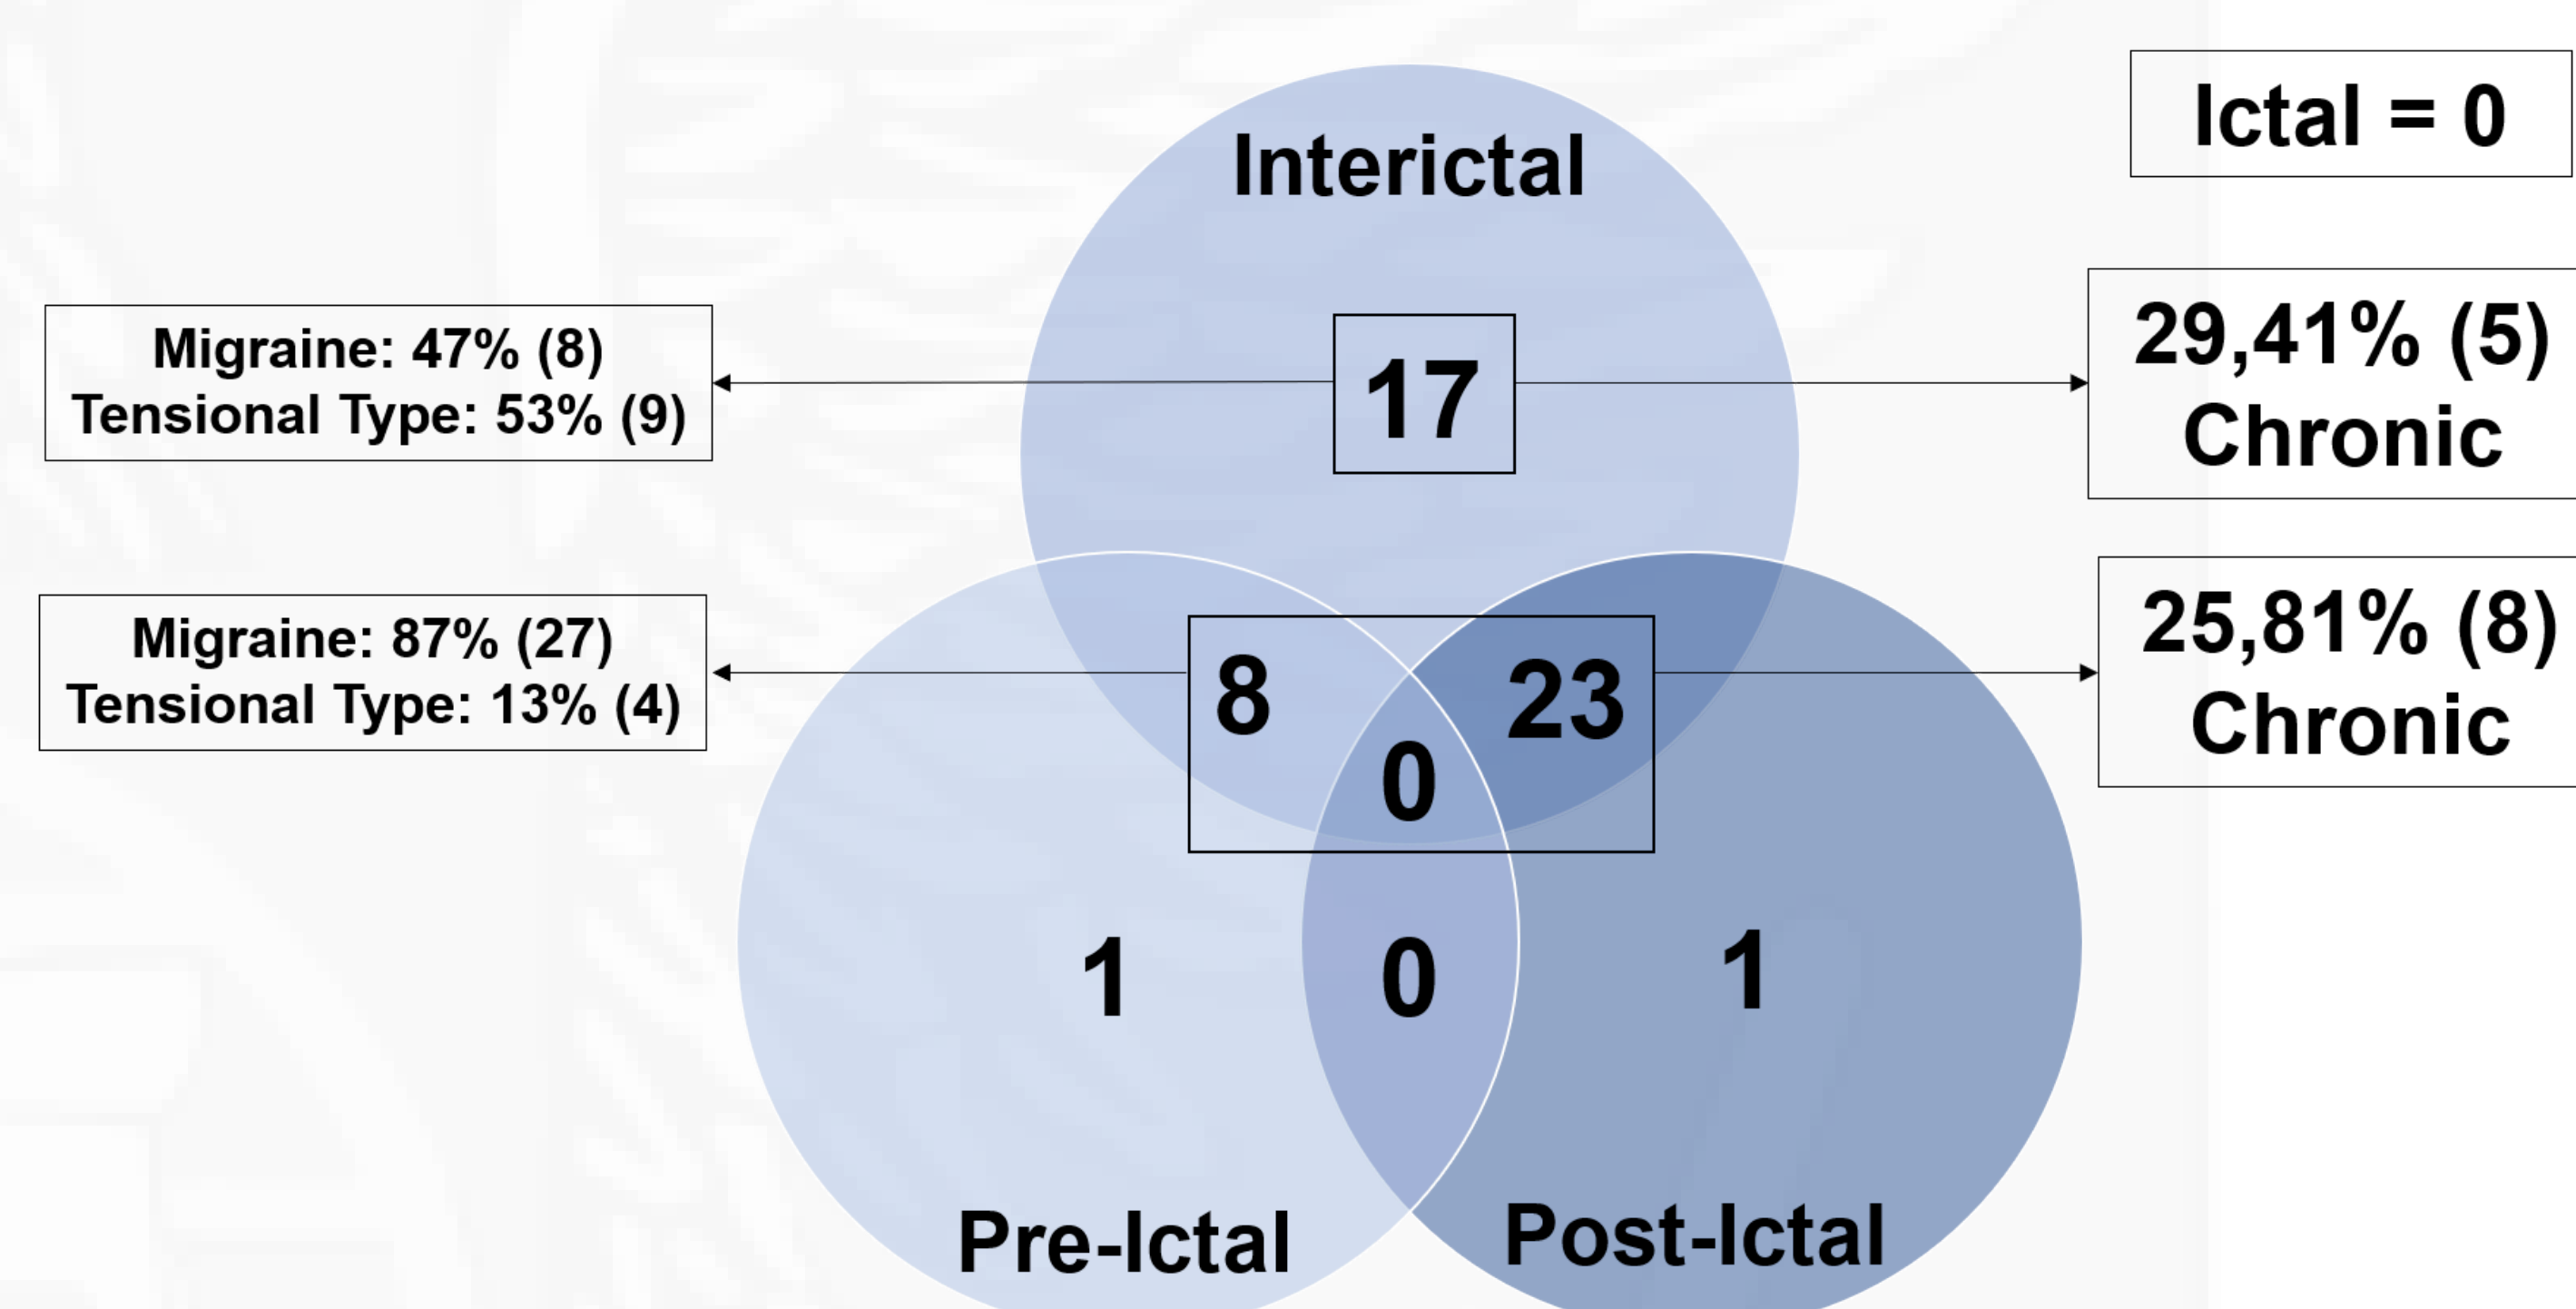 Ictal = 0
Interictal
Migraine: 47% (8)
Tensional Type: 53% (9)
17
29,41% (5)
Chronic
Migraine: 87% (27)
Tensional Type: 13% (4)
8
23
0
25,81% (8)
Chronic
1
0
1
Pre-Ictal
Post-Ictal